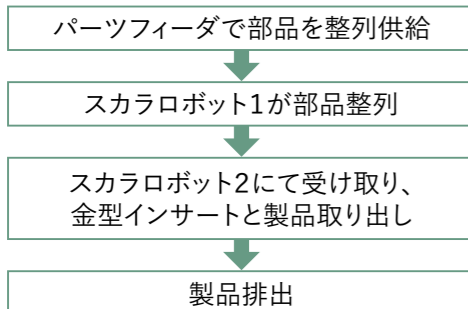 パーツフィーダで部品を整列供給
スカラロボット1が部品整列
スカラロボット2にて受け取り、
金型インサートと製品取り出し
製品排出